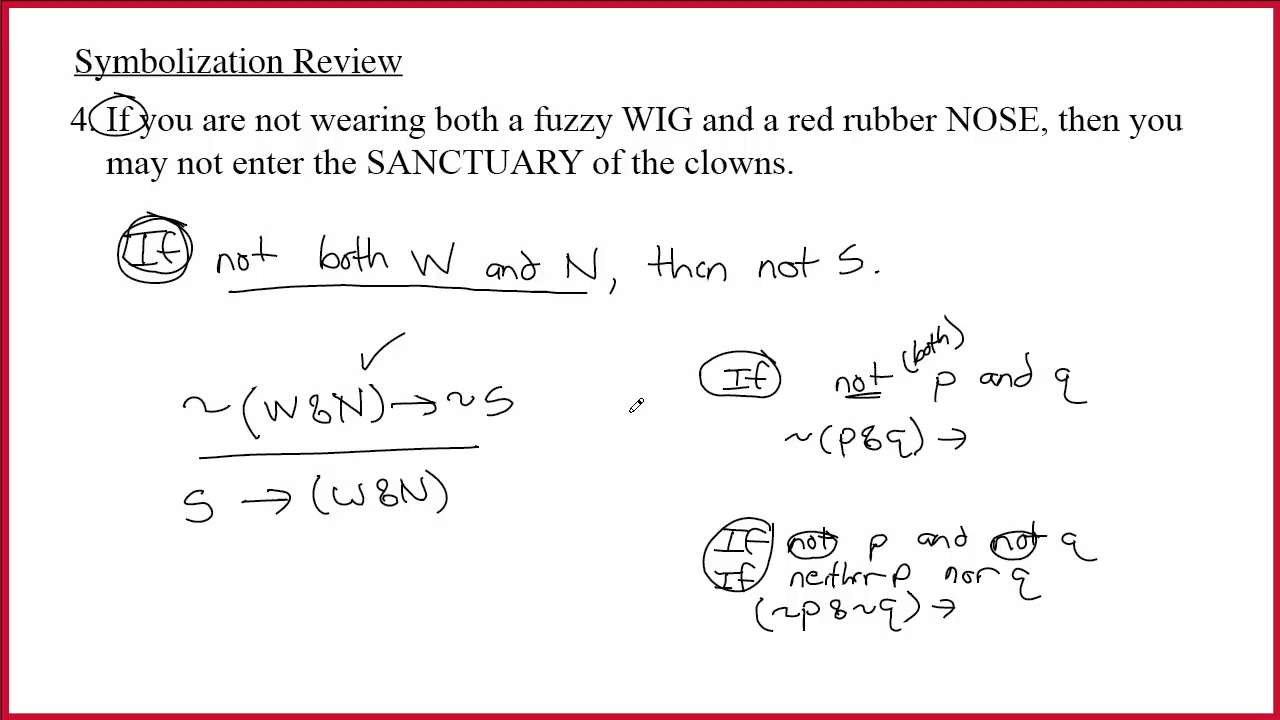 Symbolization Review
4. If you are not wearing both a fuzzy WIG and a red rubber NOSE, then you
may not enter the SANCTUARY of the clowns.
If not both W and N, then not S.
~(W&N)→~S
S → (W&N)
If not (both) p and q
~(p&q) →
If not p and not q
If neither p nor q
(~p&~q) →